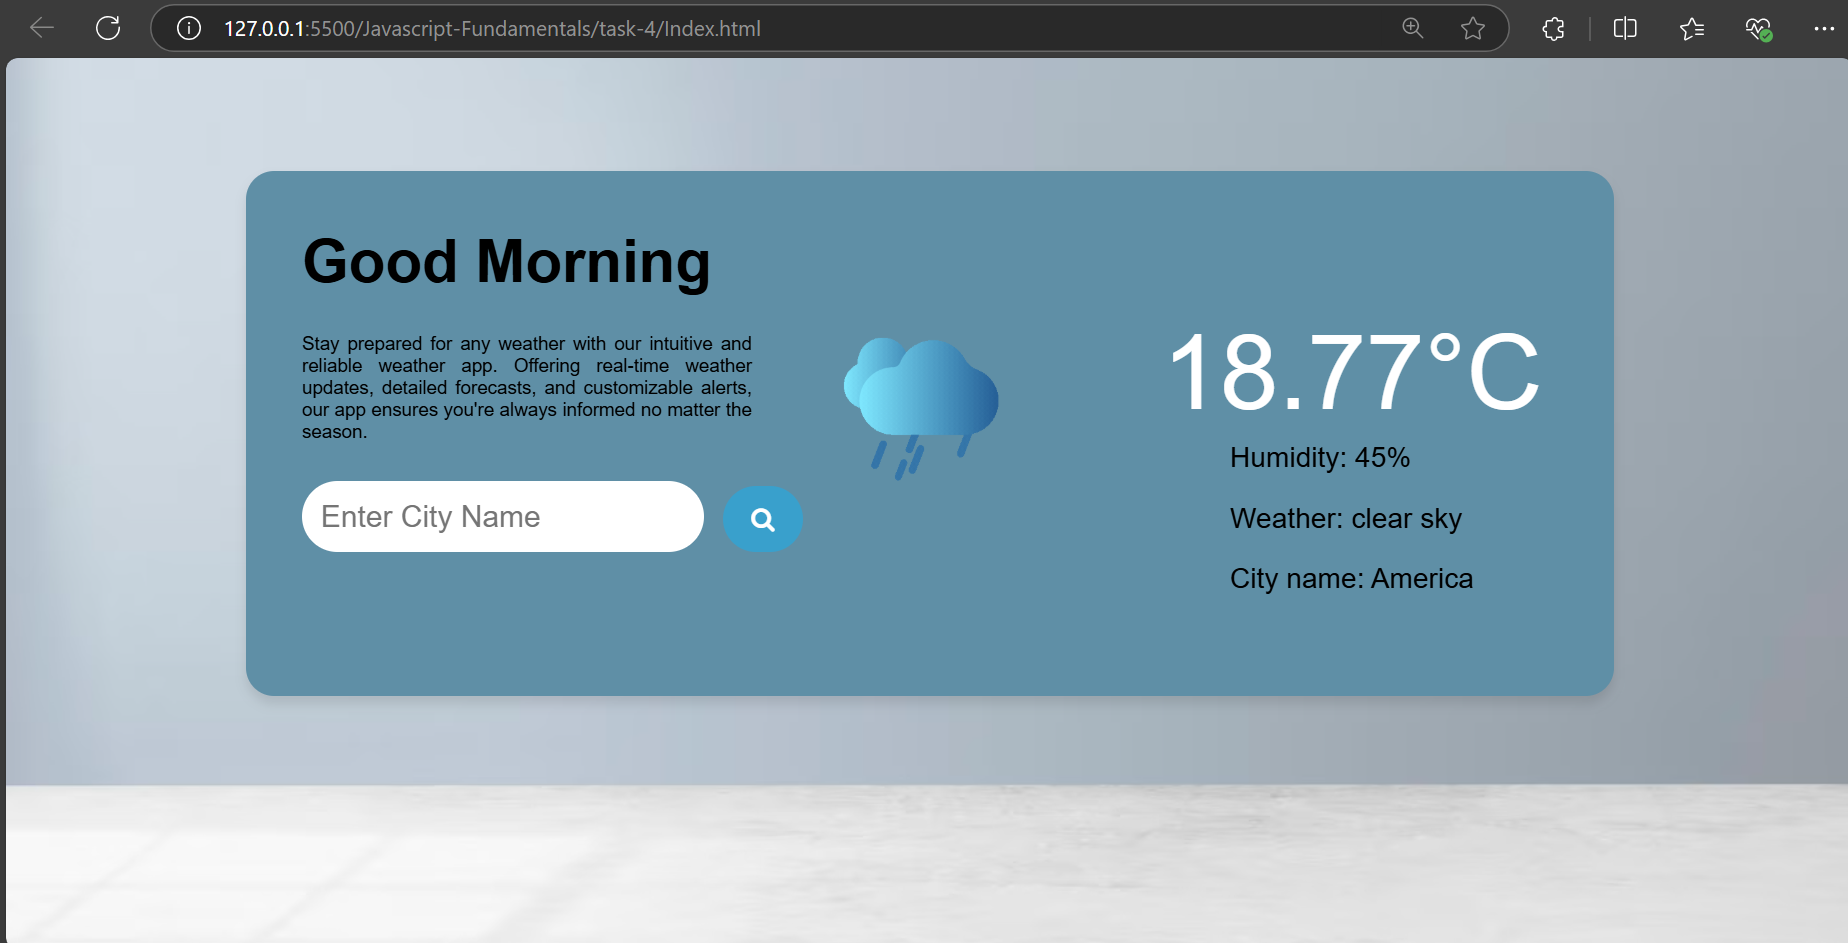 127.0.0.1:5500/Javascript-Fundamentals/task-4/Index.html
Good Morning
Stay prepared for any weather with our intuitive and
reliable weather app. Offering real-time weather
updates, detailed forecasts, and customizable alerts,
our app ensures you're always informed no matter the
season.
Enter City Name
18.77°C
Humidity: 45%
Weather: clear sky
City name: America